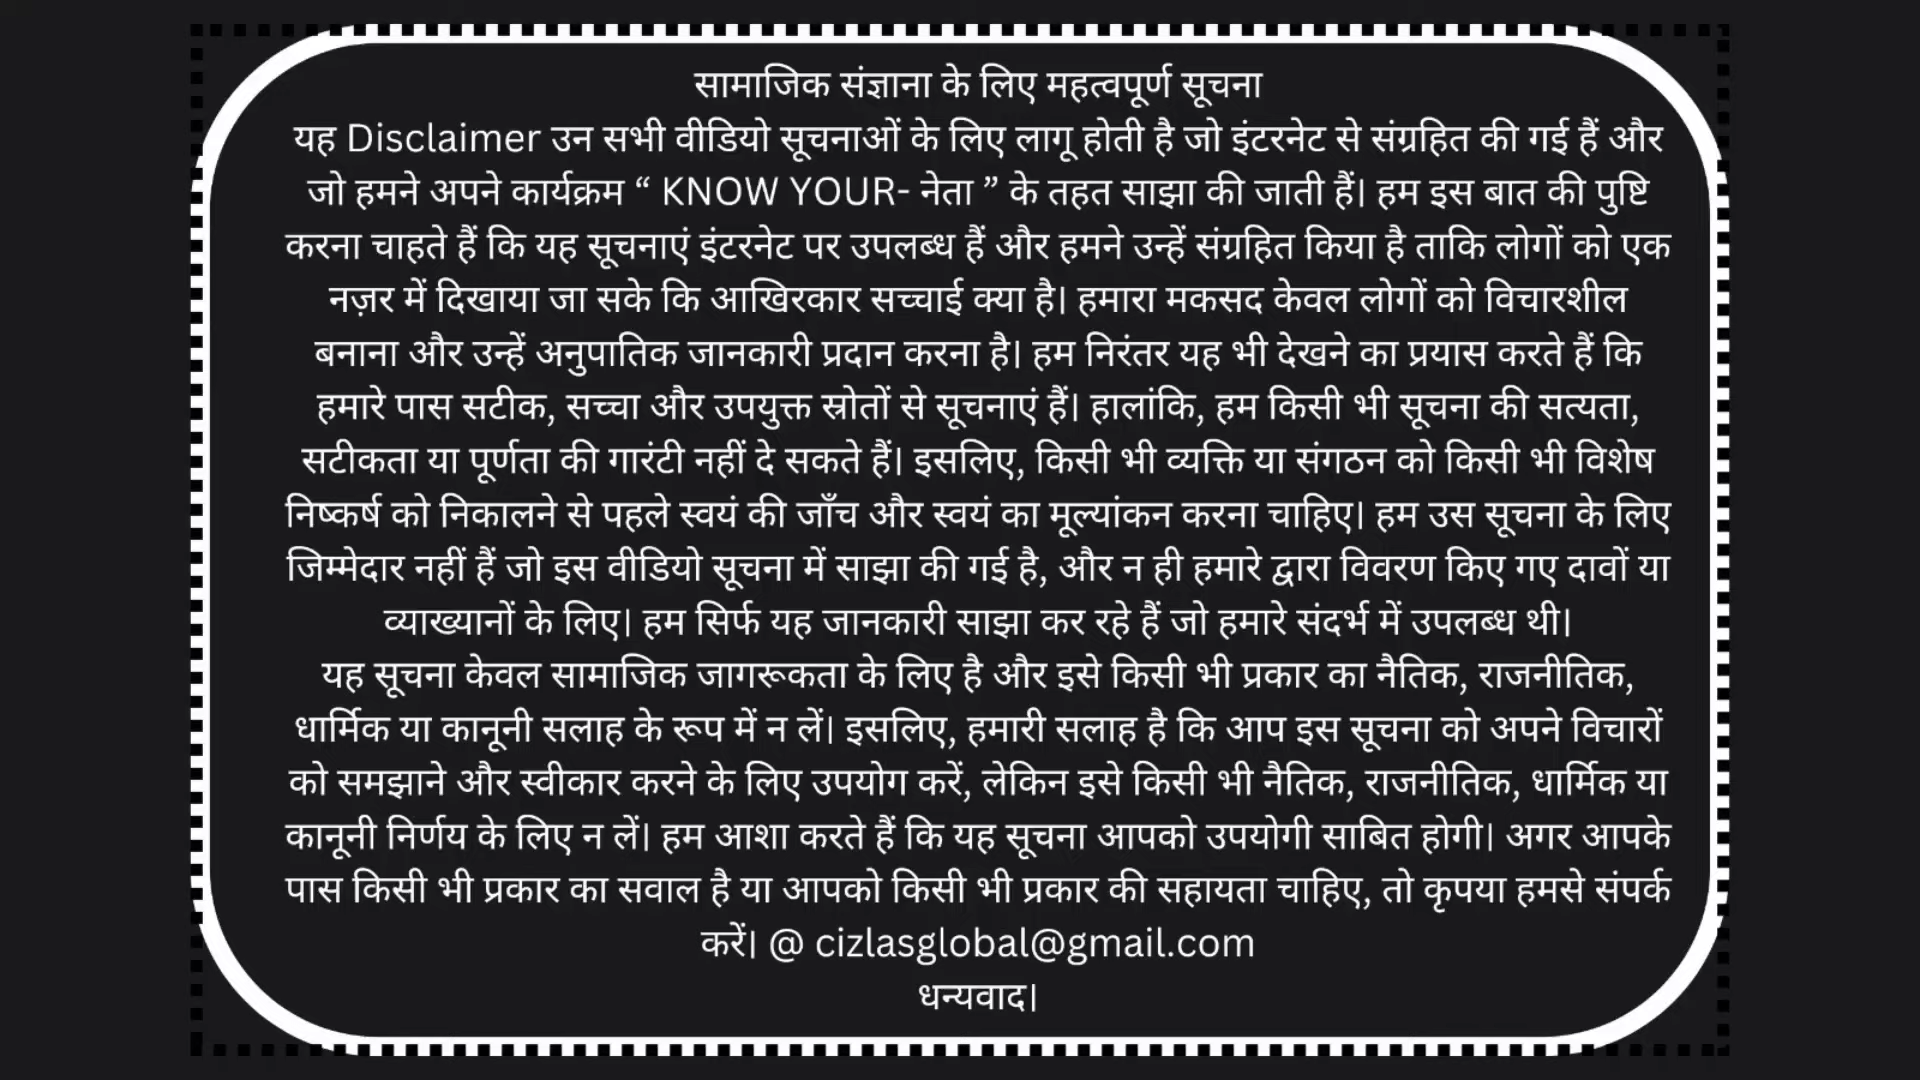 सामाजिक संज्ञाना के लिए महत्वपूर्ण सूचना
यह Disclaimer उन सभी वीडियो सूचनाओं के लिए लागू होती है जो इंटरनेट से संग्रहित की गई हैं और
जो हमने अपने कार्यक्रम “ KNOW YOUR- नेता ” के तहत साझा की जाती हैं। हम इस बात की पुष्टि
करना चाहते हैं कि यह सूचनाएं इंटरनेट पर उपलब्ध हैं और हमने उन्हें संग्रहित किया है ताकि लोगों को एक
नज़र में दिखाया जा सके कि आखिरकार सच्चाई क्या है। हमारा मकसद केवल लोगों को विचारशील
बनाना और उन्हें अनुपातिक जानकारी प्रदान करना है। हम निरंतर यह भी देखने का प्रयास करते हैं कि
हमारे पास सटीक, सच्चा और उपयुक्त स्रोतों से सूचनाएं हैं। हालांकि, हम किसी भी सूचना की सत्यता,
सटीकता या पूर्णता की गारंटी नहीं दे सकते हैं। इसलिए, किसी भी व्यक्ति या संगठन को किसी भी विशेष
निष्कर्ष को निकालने से पहले स्वयं की जाँच और स्वयं का मूल्यांकन करना चाहिए। हम उस सूचना के लिए
जिम्मेदार नहीं हैं जो इस वीडियो सूचना में साझा की गई है, और न ही हमारे द्वारा विवरण किए गए दावों या
व्याख्यानों के लिए। हम सिर्फ यह जानकारी साझा कर रहे हैं जो हमारे संदर्भ में उपलब्ध थी।
यह सूचना केवल सामाजिक जागरूकता के लिए है और इसे किसी भी प्रकार का नैतिक, राजनीतिक,
धार्मिक या कानूनी सलाह के रूप में न लें। इसलिए, हमारी सलाह है कि आप इस सूचना को अपने विचारों
को समझाने और स्वीकार करने के लिए उपयोग करें, लेकिन इसे किसी भी नैतिक, राजनीतिक, धार्मिक या
कानूनी निर्णय के लिए न लें। हम आशा करते हैं कि यह सूचना आपको उपयोगी साबित होगी। अगर आपके
पास किसी भी प्रकार का सवाल है या आपको किसी भी प्रकार की सहायता चाहिए, तो कृपया हमसे संपर्क
करें। @ cizlasglobal@gmail.com
धन्यवाद।